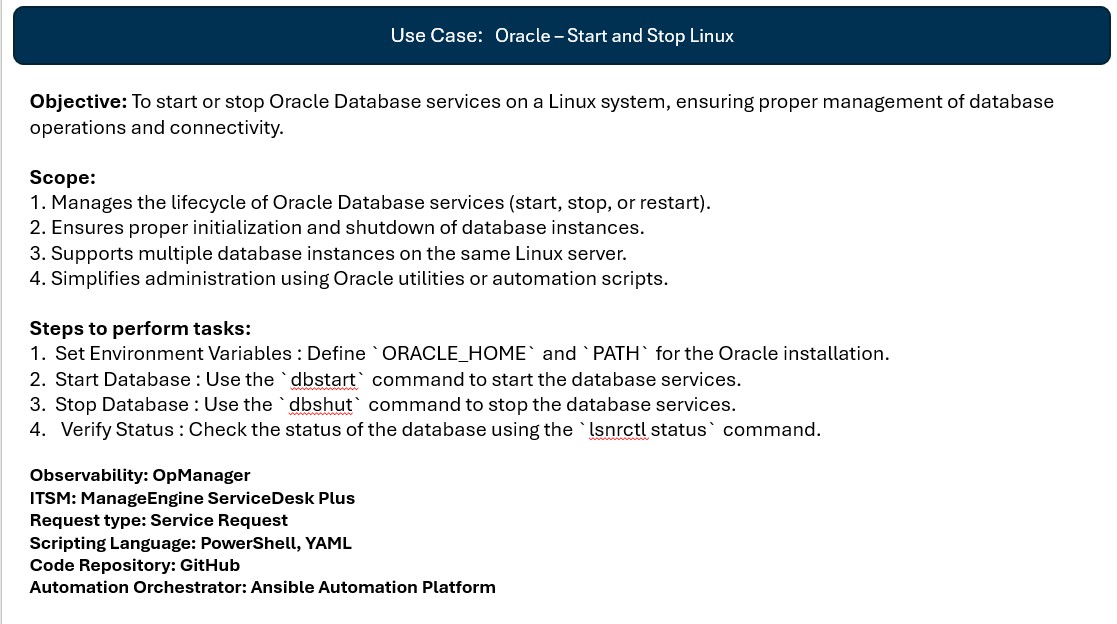 Use Case: Oracle – Start and Stop Linux
Objective: To start or stop Oracle Database services on a Linux system, ensuring proper management of database
operations and connectivity.
Scope:
1. Manages the lifecycle of Oracle Database services (start, stop, or restart).
2. Ensures proper initialization and shutdown of database instances.
3. Supports multiple database instances on the same Linux server.
4. Simplifies administration using Oracle utilities or automation scripts.
Steps to perform tasks:
1. Set Environment Variables : Define `ORACLE_HOME` and `PATH` for the Oracle installation.
2. Start Database : Use the `dbstart` command to start the database services.
3. Stop Database : Use the `dbshut` command to stop the database services.
4. Verify Status : Check the status of the database using the `lsnrctl status` command.
Observability: OpManager
ITSM: ManageEngine ServiceDesk Plus
Request type: Service Request
Scripting Language: PowerShell, YAML
Code Repository: GitHub
Automation Orchestrator: Ansible Automation Platform